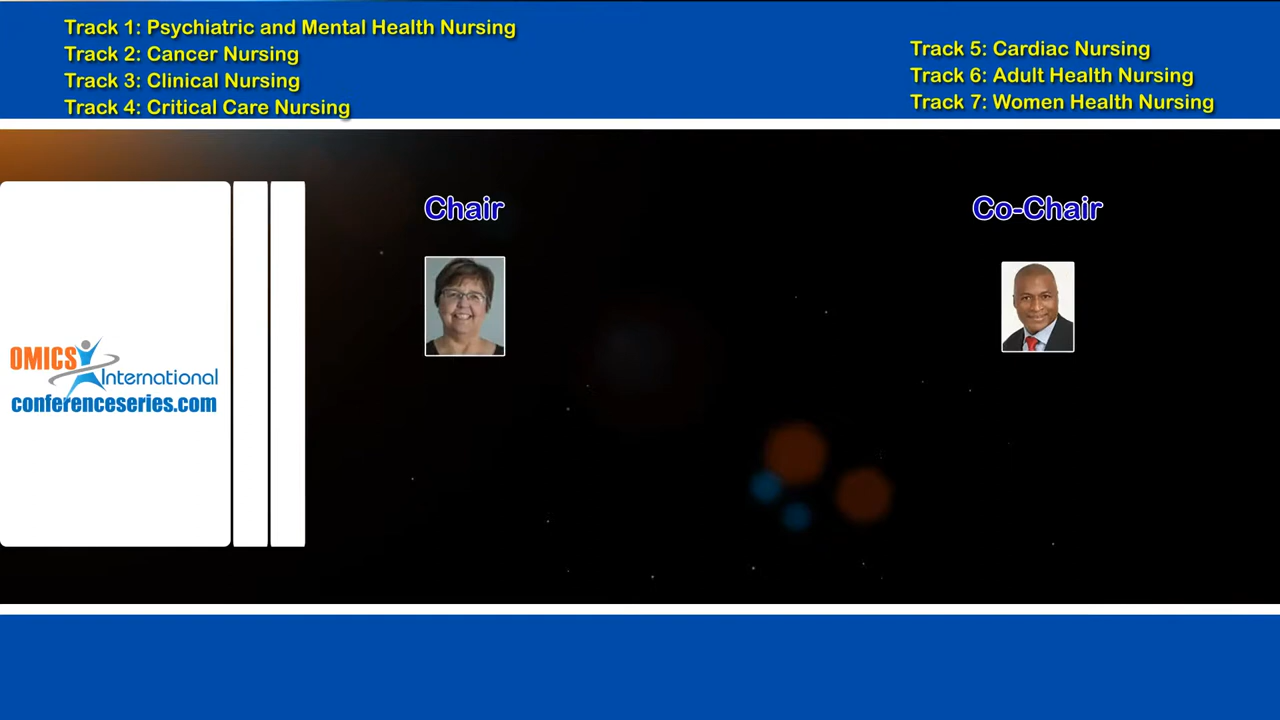 Track 1: Psychiatric and Mental Health Nursing
Track 2: Cancer Nursing
Track 3: Clinical Nursing
Track 4: Critical Care Nursing
Track 5: Cardiac Nursing
Track 6: Adult Health Nursing
Track 7: Women Health Nursing
Chair
Co-Chair
OMICS
International
conferenceseries.com